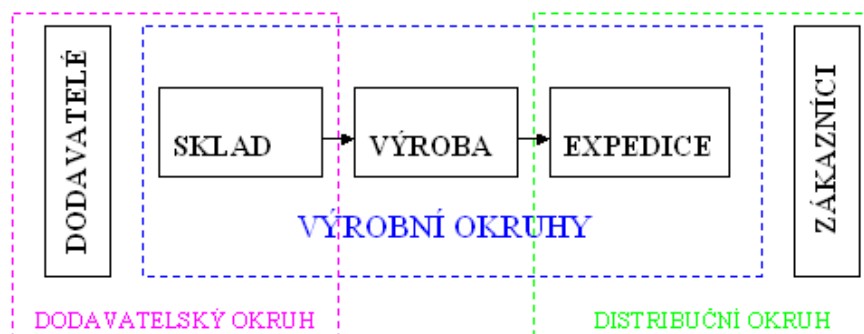 DODAVATELÉ
SKLAD
VÝROBA
EXPEDICE
ZÁKAZNÍCI
VÝROBNÍ OKRUHY
DODAVATELSKÝ OKRUH
DISTRIBUČNÍ OKRUH